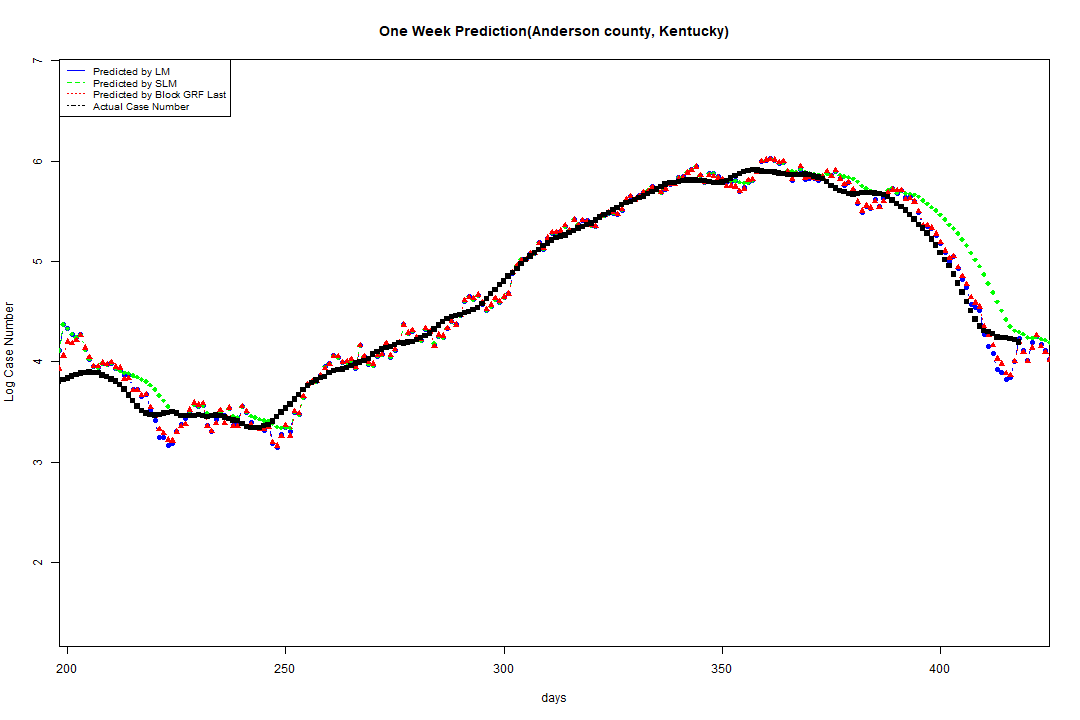 One Week Prediction(Anderson county, Kentucky)
Predicted by LM
Predicted by SLM
Predicted by Block GRF Last
Actual Case Number
7
6
5
4
3
2
Log Case Number
200 250 300 350 400
days